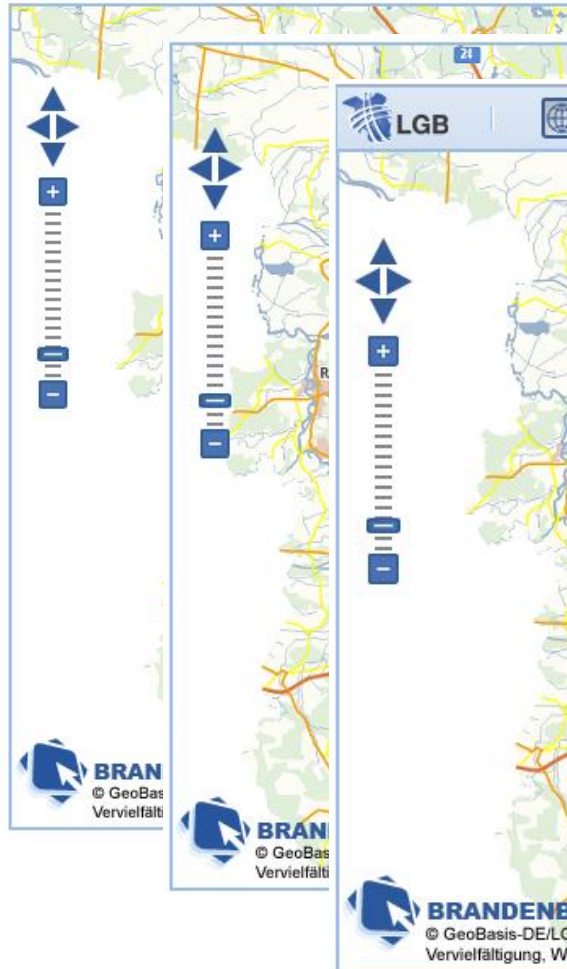 BRAN
© GeoBas
Vervielfälti
24
R
BRAN
© GeoBas
Vervielfälti
LGB
BRANDENB
© GeoBasis-DE/LG
Vervielfältigung, W